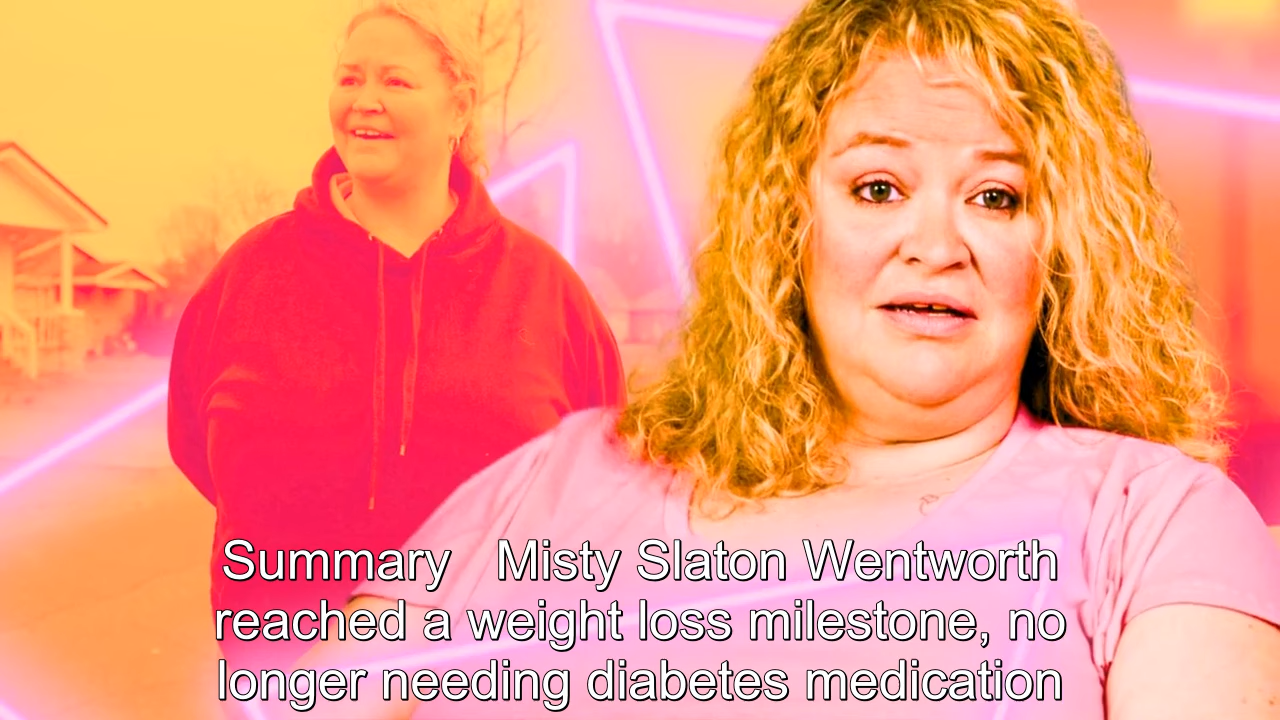 Summary   Misty Slaton Wentworth
reached a weight loss milestone, no
longer needing diabetes medication